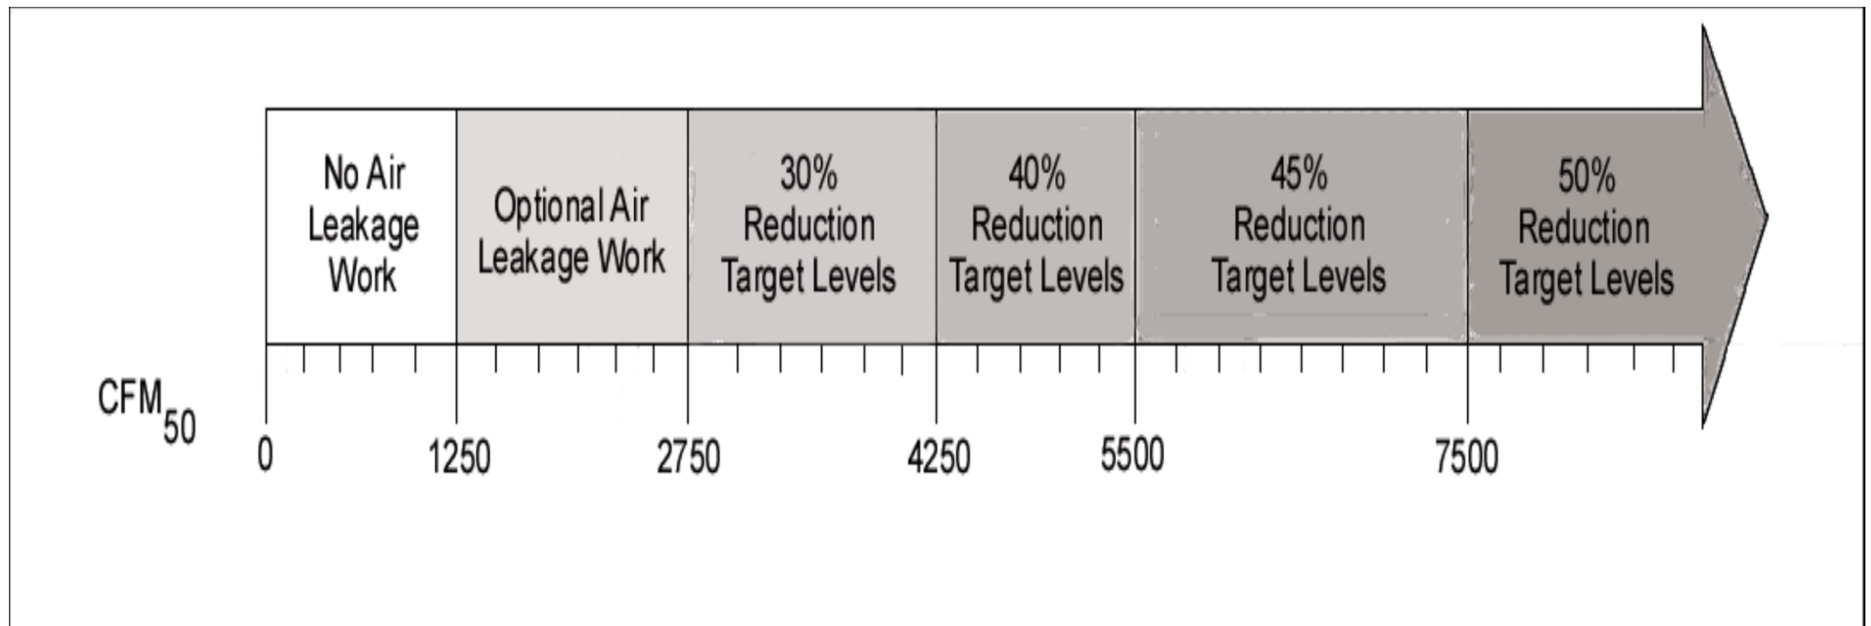 No Air
Leakage
Work
Optional Air
Leakage Work
30%
Reduction
Target Levels
40%
Reduction
Target Levels
45%
Reduction
Target Levels
50%
Reduction
Target Levels
CFM50
0 1250 2750 4250 5500 7500